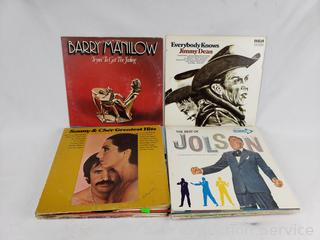 BARRY MANILOW
Tryin' To Get The Feeling
Everybody Knows
Jimmy Dean
RCA
Sonny & Cher Greatest Hits
THE BEST OF
JOLSON